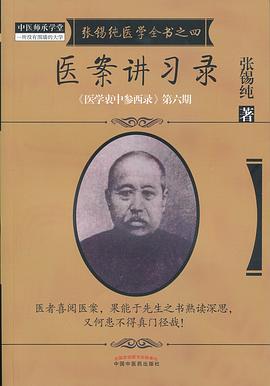 中医师承学堂
一所没有围墙的大学
张锡纯医学全书之四
医案讲习录
《医学衷中参西录》第六期
张锡纯
著
医者喜阅医案，果能于先生之书熟读深思，
又何患不得真门径哉！
中国中医药出版社